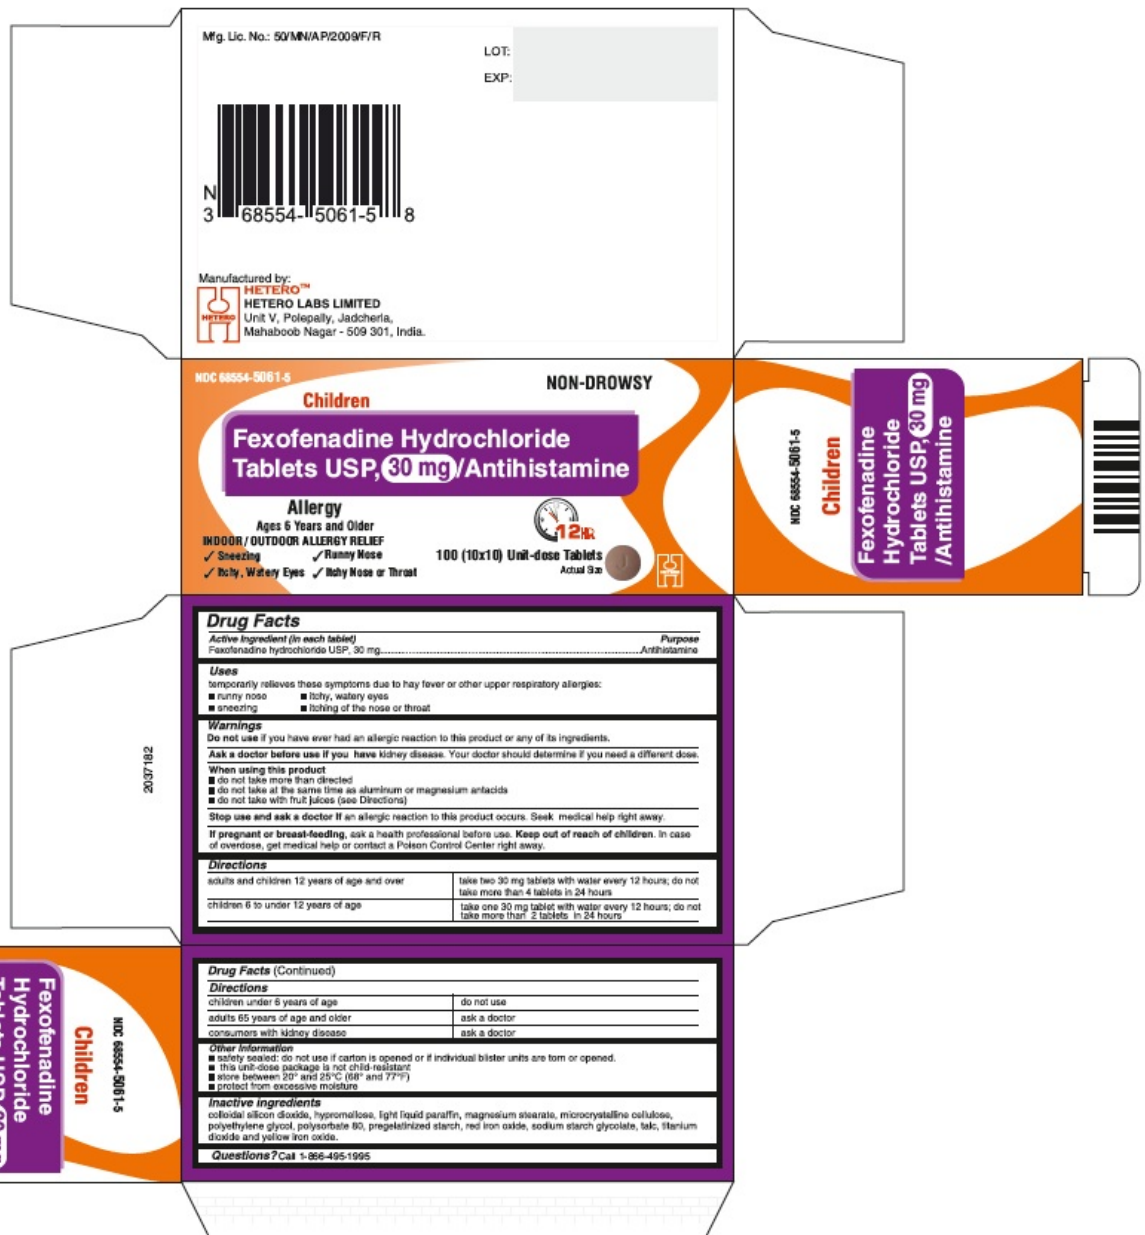 Mfg. Lic. No.: 50/MN/AP/2009/F/R
LOT:
EXP:
N
3 68554- 5061-5 8
Manufactured by:
HETERO™
HETERO
HETERO LABS LIMITED
Unit V, Polepally, Jadcherla,
Mahaboob Nagar - 509 301, India.
NDC 68554-5061-5
NON-DROWSY
Children
Fexofenadine Hydrochloride
Tablets USP, 30 mg/Antihistamine
Allergy
Ages 6 Years and Older
INDOOR / OUTDOOR ALLERGY RELIEF
✓ Sneezing ✓ Runny Nose
✓ Itchy, Watery Eyes ✓ Itchy Nose or Throat
12HR
100 (10x10) Unit-dose Tablets
Actual Size
J
HETERO
NDC 68554-5061-5
Children
Fexofenadine
Hydrochloride
Tablets USP, 30 mg
/Antihistamine
2037182
Drug Facts
Active Ingredient (in each tablet) Purpose
Fexofenadine hydrochloride USP, 30 mg....Antihistamine
Uses
temporarily relieves these symptoms due to hay fever or other upper respiratory allergies:
■ runny nose ■ itchy, watery eyes
■ sneezing ■ itching of the nose or throat
Warnings
Do not use if you have ever had an allergic reaction to this product or any of its ingredients.
Ask a doctor before use if you have kidney disease. Your doctor should determine if you need a different dose.
When using this product
■ do not take more than directed
■ do not take at the same time as aluminum or magnesium antacids
■ do not take with fruit juices (see Directions)
Stop use and ask a doctor If an allergic reaction to this product occurs. Seek medical help right away.
If pregnant or breast-feeding, ask a health professional before use. Keep out of reach of children. In case
of overdose, get medical help or contact a Poison Control Center right away.
Directions
adults and children 12 years of age and over take two 30 mg tablets with water every 12 hours; do not
take more than 4 tablets in 24 hours
children 6 to under 12 years of age take one 30 mg tablet with water every 12 hours; do not
take more than 2 tablets in 24 hours
Drug Facts (Continued)
Directions
children under 6 years of age do not use
adults 65 years of age and older ask a doctor
consumers with kidney disease ask a doctor
Other Information
■ safety sealed: do not use if carton is opened or if individual blister units are torn or opened.
■ this unit-dose package is not child-resistant
■ store between 20° and 25°C (68° and 77°F)
■ protect from excessive moisture
Inactive ingredients
colloidal silicon dioxide, hypromellose, light liquid paraffin, magnesium stearate, microcrystalline cellulose,
polyethylene glycol, polysorbate 80, pregelatinized starch, red iron oxide, sodium starch glycolate, talc, titanium
dioxide and yellow iron oxide.
Questions? Call 1-866-495-1995
NDC 68554-5061-5
Children
Fexofenadine
Hydrochloride